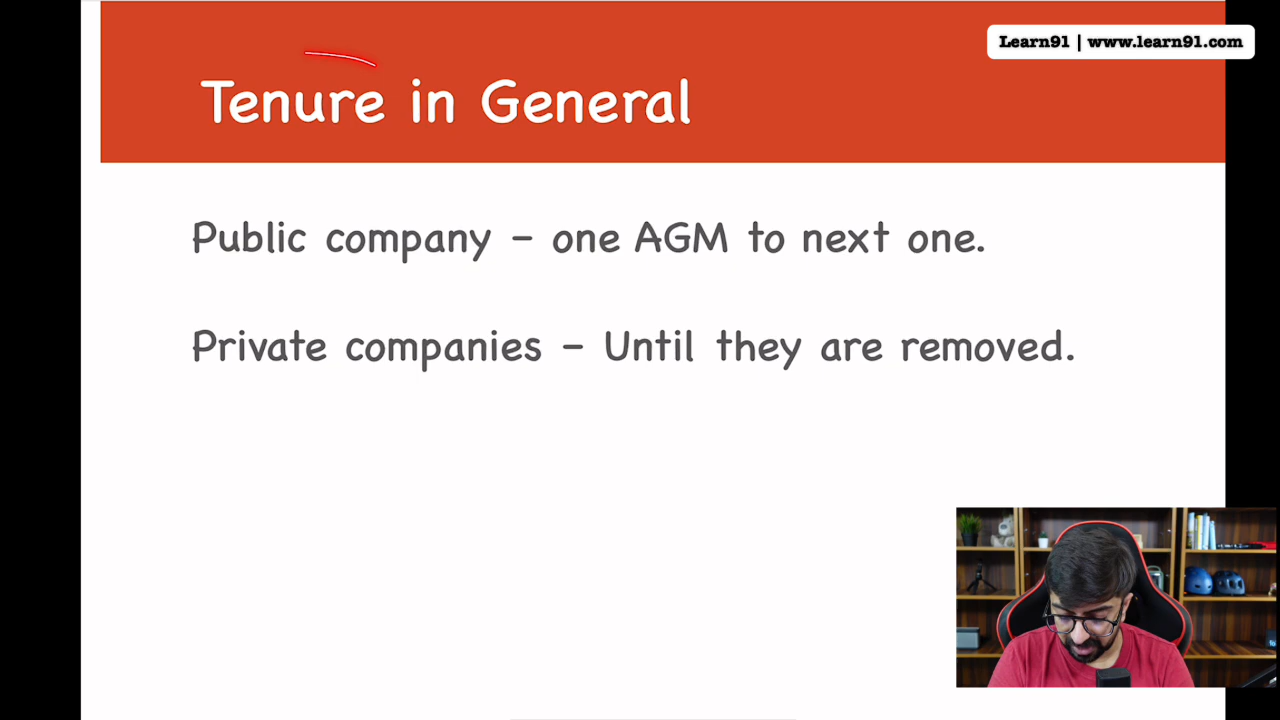 Learn91 | www.learn91.com
Tenure in General
Public company – one AGM to next one.
Private companies – Until they are removed.